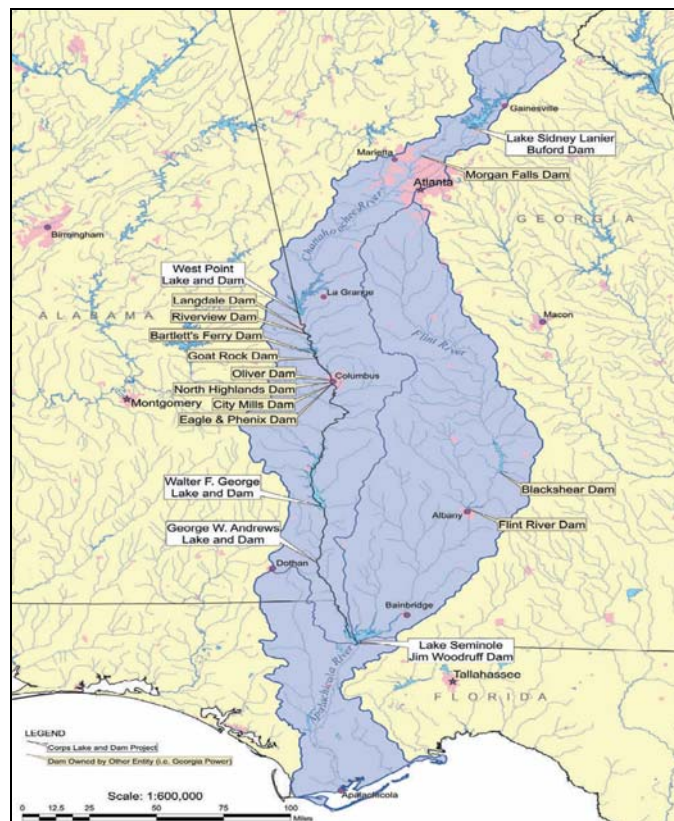 Gainesville
Lake Sidney Lanier
Buford Dam
Marietta
Morgan Falls Dam
Atlanta
GEORGIA
Chattahoochee River
Birmingham
West Point
Lake and Dam
La Grange
Langdale Dam
Riverview Dam
ALABAMA
Macon
Flint River
Bartlett's Ferry Dam
Goat Rock Dam
Oliver Dam
Columbus
North Highlands Dam
Montgomery
City Mills Dam
Eagle & Phenix Dam
Walter F. George
Lake and Dam
Blackshear Dam
Albany
Flint River Dam
George W. Andrews
Lake and Dam
Dothan
Bainbridge
Lake Seminole
Jim Woodruff Dam
Apalachicola River
Tallahassee
FLORIDA
LEGEND
Corps Lake and Dam Project
Dam Owned by Other Entity (i.e. Georgia Power)
Apalachicola
Scale: 1:600,000
0 12.5 25 50 75 100
Miles